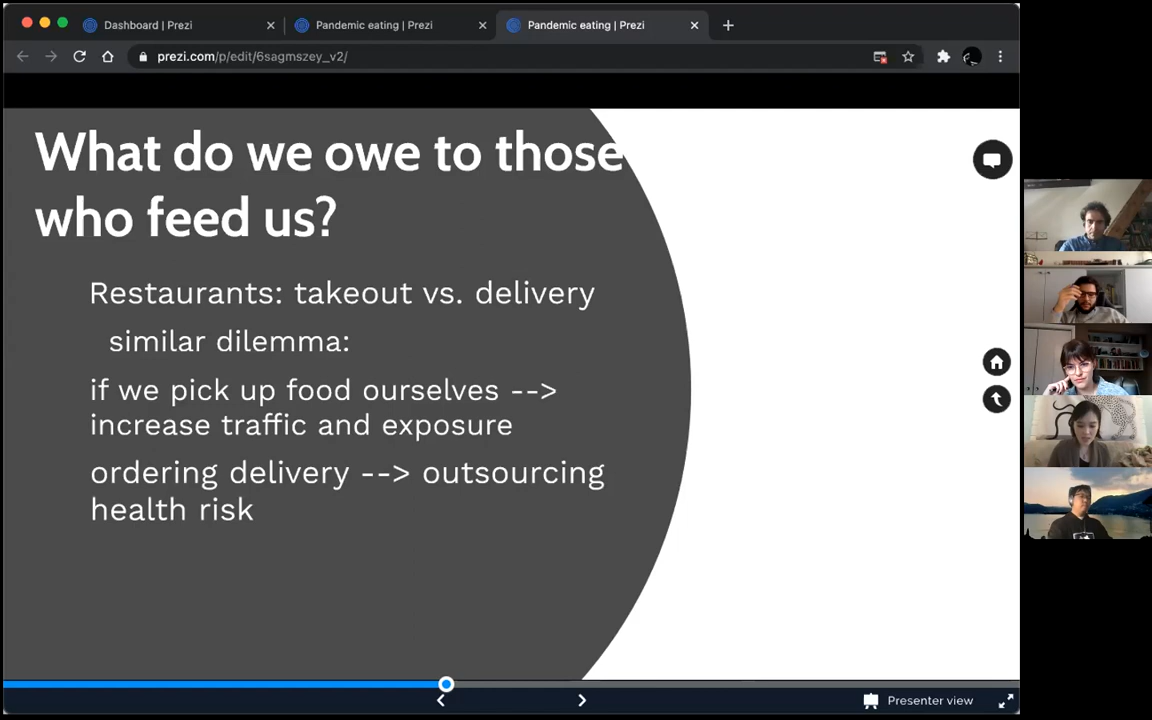 Dashboard | Prezi
Pandemic eating | Prezi
Pandemic eating | Prezi
prezi.com/p/edit/6sagmszey_v2/
What do we owe to those
who feed us?
Restaurants: takeout vs. delivery
similar dilemma:
if we pick up food ourselves -->
increase traffic and exposure
ordering delivery --> outsourcing
health risk
Presenter view